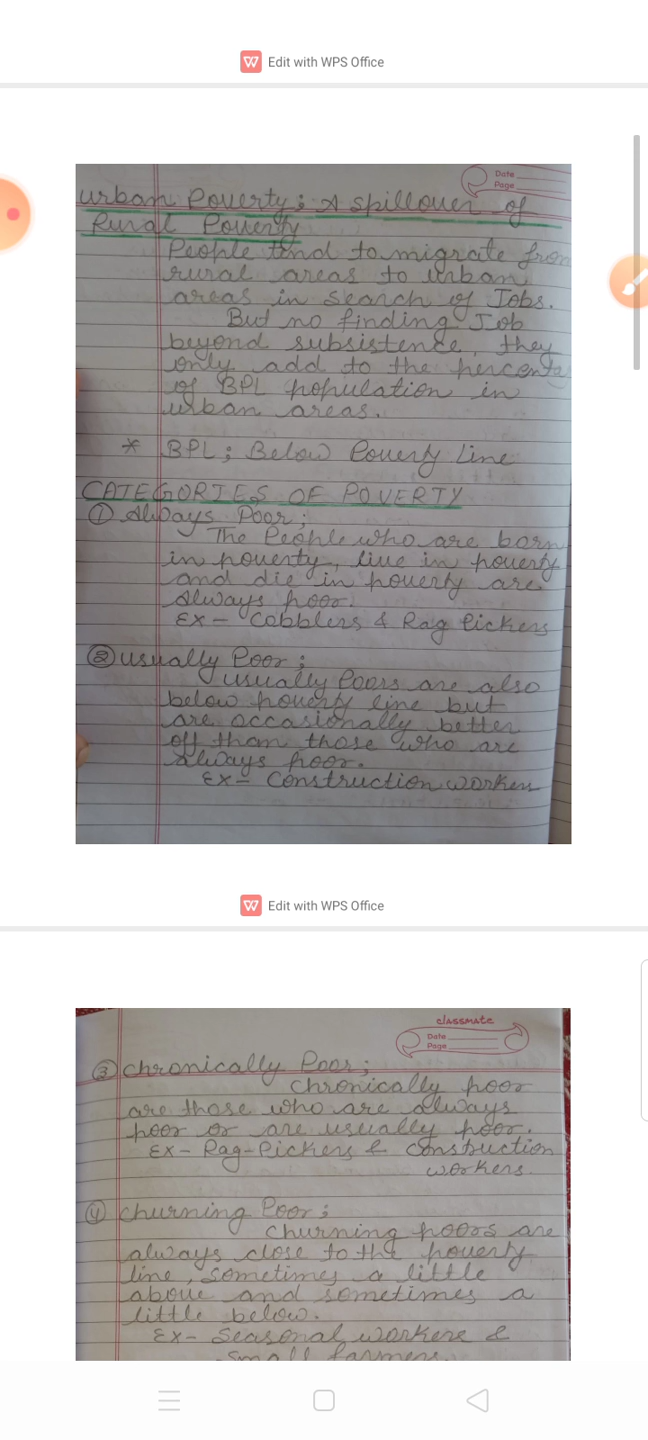 Edit with WPS Office
Date
Page
Urban Poverty; A spillover of
Rural Poverty
People tend to migrate from
rural areas to urban
areas in search of Jobs.
But no finding Job
beyond subsistence, they
only add to the percenta
of BPL population in
urban areas.
* BPL; Below Poverty Line
CATEGORIES OF POVERTY
① Always Poor;
The People who are born
in poverty, live in poverty
and die in poverty are
always poor.
Ex- Cobblers & Rag Pickers
② Usually Poor;
Usually Poors are also
below poverty line but
are occasionally better
off than those who are
always poor.
Ex- Construction workers
Edit with WPS Office
classmate
Date
Page
③ Chronically Poor;
Chronically poor
are those who are always
poor or are usually poor.
Ex- Rag-Pickers & Constuction
workers
④ Churning Poor;
Churning poors are
always close to the poverty
line, sometimes a little
above and sometimes a
little below.
Ex- Seasonal workers &
small farmers